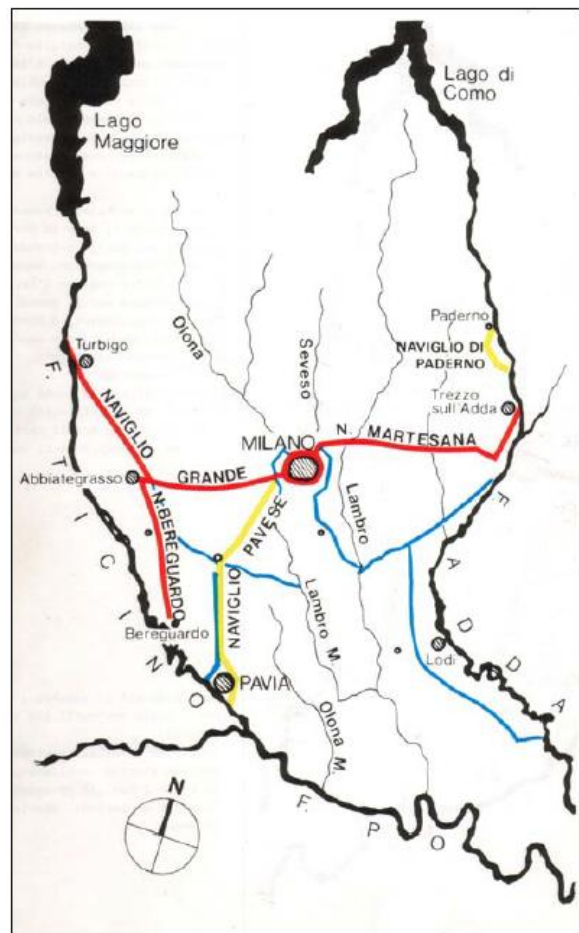 Lago
Maggiore
Lago di
Como
Olona
Seveso
Paderno
NAVIGLIO DI
PADERNO
Turbigo
Trezzo
sull'Adda
F. TICINO
NAVIGLIO
GRANDE
MILANO
N. MARTESANA
Abbiategrasso
N. BEREGUARDO
PAVESE
NAVIGLIO
Lambro
F. ADDA
Bereguardo
Lambro M.
Lodi
PAVIA
Olona M.
F. PO
N